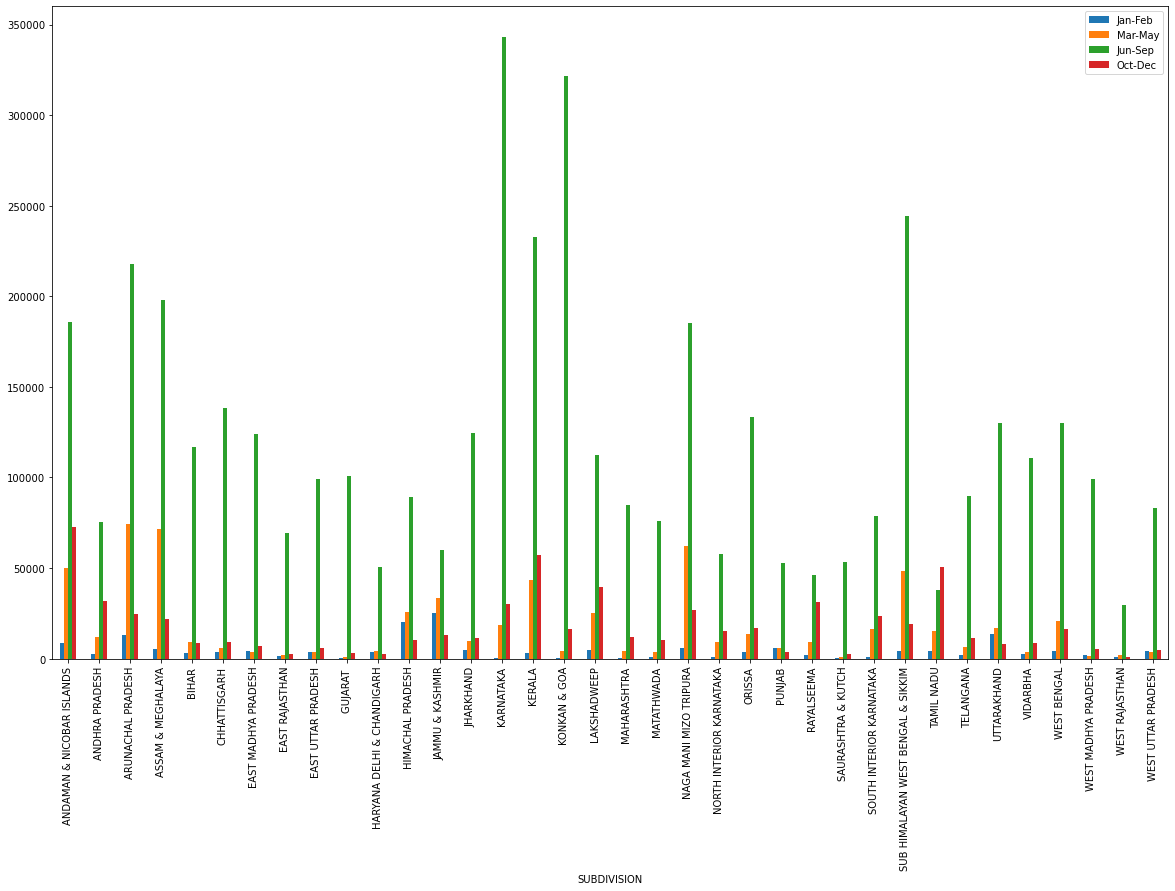 350000
300000
250000
200000
150000
100000
50000
0
Jan-Feb
Mar-May
Jun-Sep
Oct-Dec
ANDAMAN & NICOBAR ISLANDS
ANDHRA PRADESH
ARUNACHAL PRADESH
ASSAM & MEGHALAYA
BIHAR
CHHATTISGARH
EAST MADHYA PRADESH
EAST RAJASTHAN
EAST UTTAR PRADESH
GUJARAT
HARYANA DELHI & CHANDIGARH
HIMACHAL PRADESH
JAMMU & KASHMIR
JHARKHAND
KARNATAKA
KERALA
KONKAN & GOA
LAKSHADWEEP
MAHARASHTRA
MATATHWADA
NAGA MANI MIZO TRIPURA
NORTH INTERIOR KARNATAKA
ORISSA
PUNJAB
RAYALSEEMA
SAURASHTRA & KUTCH
SOUTH INTERIOR KARNATAKA
SUB HIMALAYAN WEST BENGAL & SIKKIM
TAMIL NADU
TELANGANA
UTTARAKHAND
VIDARBHA
WEST BENGAL
WEST MADHYA PRADESH
WEST RAJASTHAN
WEST UTTAR PRADESH
SUBDIVISION